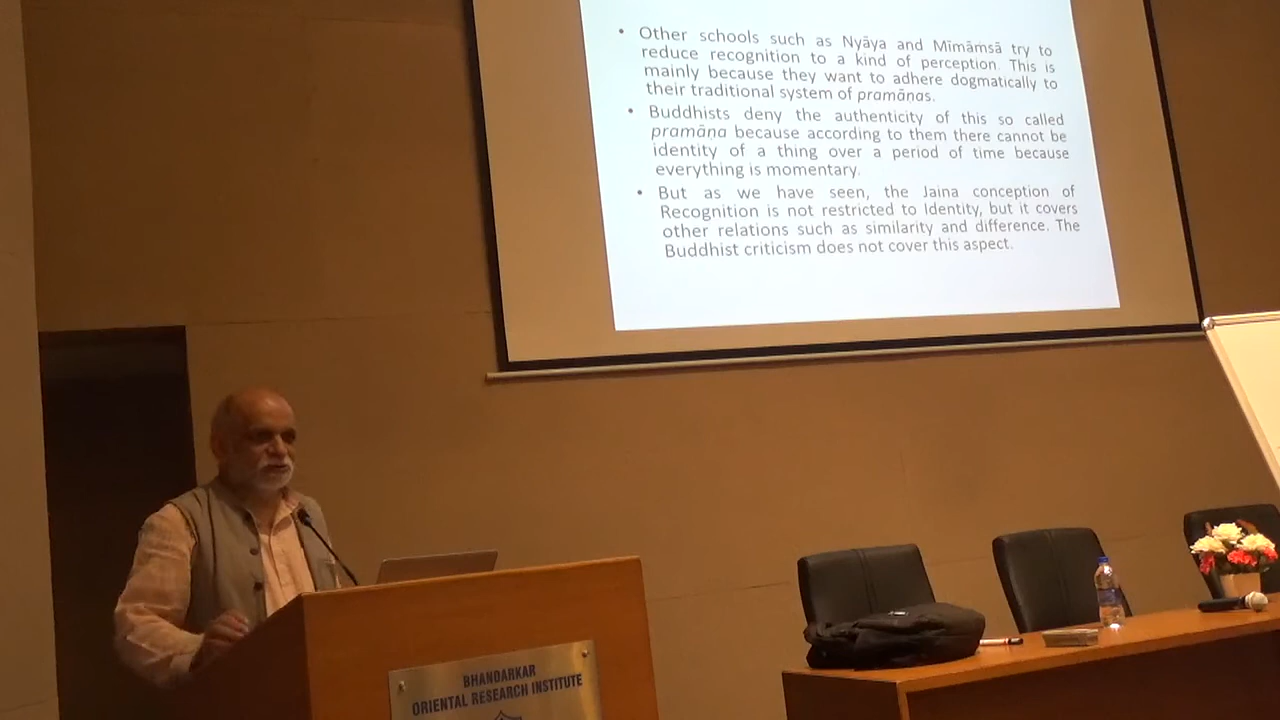 • Other schools such as Nyāya and Mīmāṁsā try to
reduce recognition to a kind of perception. This is
mainly because they want to adhere dogmatically to
their traditional system of pramāṇas.
• Buddhists deny the authenticity of this so called
pramāṇa because according to them there cannot be
identity of a thing over a period of time because
everything is momentary.
• But as we have seen, the Jaina conception of
Recognition is not restricted to Identity, but it covers
other relations such as similarity and difference. The
Buddhist criticism does not cover this aspect.
BHANDARKAR
ORIENTAL RESEARCH INSTITUTE